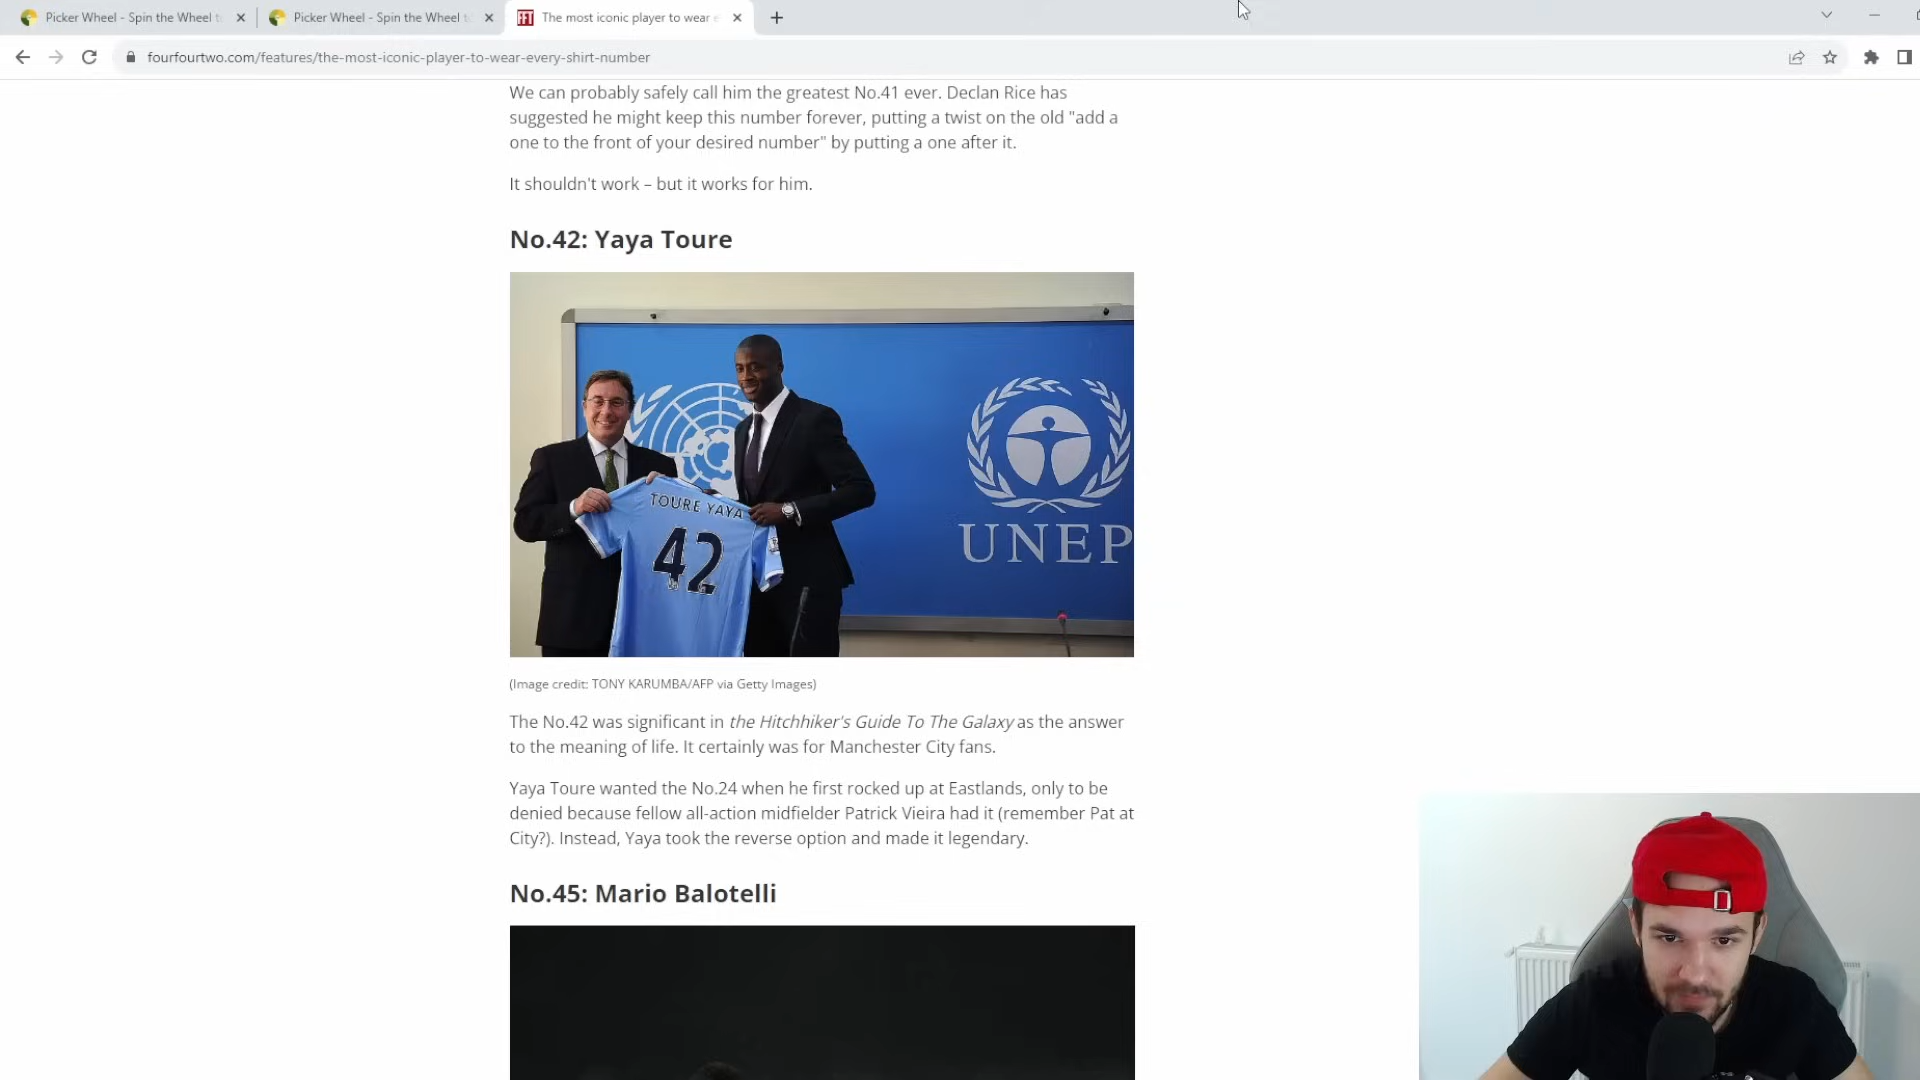 Picker Wheel - Spin the Wheel t
Picker Wheel - Spin the Wheel t
FFT
The most iconic player to wear e
fourfourtwo.com/features/the-most-iconic-player-to-wear-every-shirt-number
We can probably safely call him the greatest No.41 ever. Declan Rice has
suggested he might keep this number forever, putting a twist on the old "add a
one to the front of your desired number" by putting a one after it.
It shouldn't work – but it works for him.
No.42: Yaya Toure
TOURE YAYA
42
UNEP
(Image credit: TONY KARUMBA/AFP via Getty Images)
The No.42 was significant in the Hitchhiker's Guide To The Galaxy as the answer
to the meaning of life. It certainly was for Manchester City fans.
Yaya Toure wanted the No.24 when he first rocked up at Eastlands, only to be
denied because fellow all-action midfielder Patrick Vieira had it (remember Pat at
City?). Instead, Yaya took the reverse option and made it legendary.
No.45: Mario Balotelli